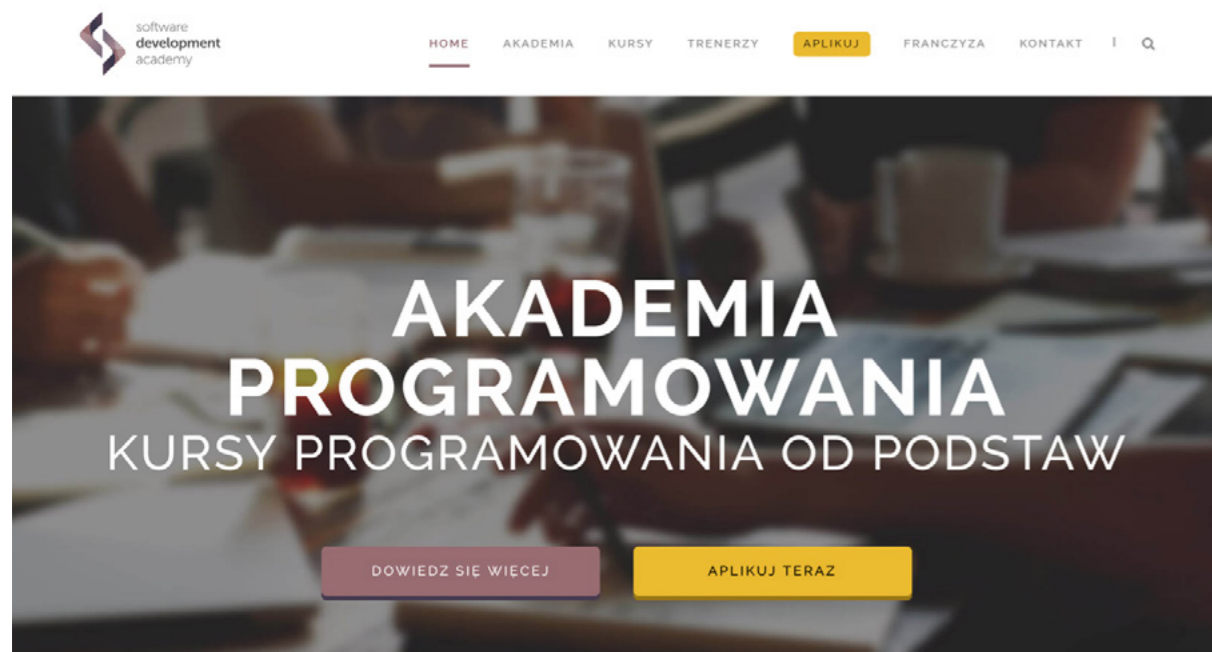 software
development
academy
HOME AKADEMIA KURSY TRENERZY APLIKUJ FRANCZYZA KONTAKT
AKADEMIA
PROGRAMOWANIA
KURSY PROGRAMOWANIA OD PODSTAW
DOWIEDZ SIĘ WIĘCEJ APLIKUJ TERAZ